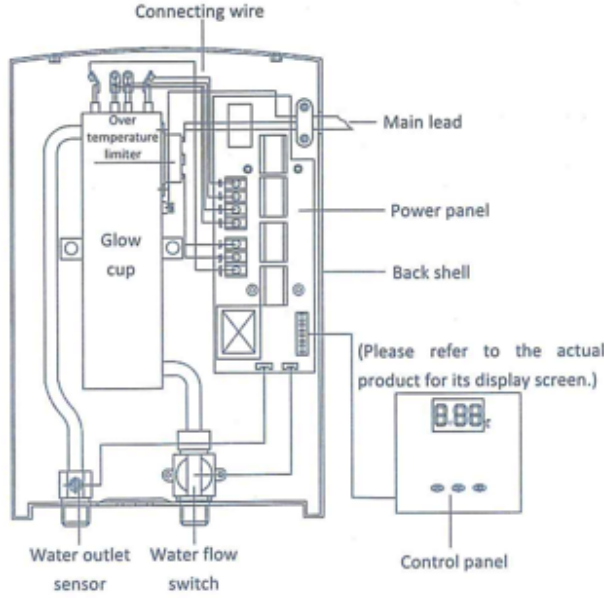 Connecting wire
Over
temperature
limiter
Main lead
Power panel
Glow
cup
Back shell
(Please refer to the actual
product for its display screen.)
8.88℃
Water outlet
sensor
Water flow
switch
Control panel